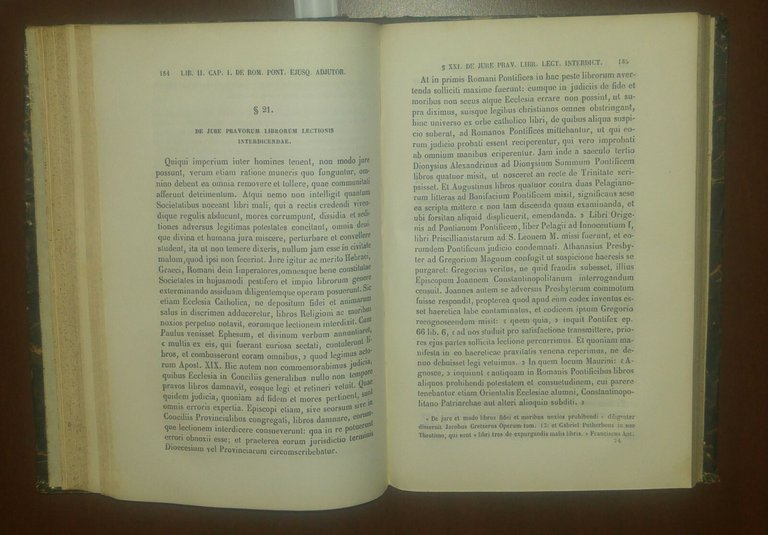 184 LIB. II. CAP. I. DE ROM. PONT. EJUSQ. ADJUTOR.
§ 21.
DE JURE PRAVORUM LIBRORUM LECTIONIS
INTERDICENDAE.
Quiqui imperium inter homines tenent, non modo jure
possunt, verum etiam ratione muneris quo funguntur, om-
nino debent ea omnia removere et tollere, quae communitati
afferunt detrimentum. Atqui nemo non intelligit quantum
Societatibus noceant libri mali, qui a rectis credendi viven-
dique regulis abducunt, mores corrumpunt, dissidia et sedi-
tiones adversus legitimas potestates concitant, omnia deni-
que divina et humana jura miscere, perturbare et convellere
student, ita ut non temere dixeris, nullum jam esse in civitate
malum, quod ipsi non fecerint. Jure igitur ac merito Hebraei,
Graeci, Romani dein Imperatores, omnesque bene constitutae
Societates in hujusmodi pestifero et impio librorum genere
exterminando assiduam diligentemque operam posuerunt. Sic
etiam Ecclesia Catholica, ne depositum fidei et animarum
salus in discrimen adduceretur, libros Religioni ac moribus
noxios perpetuo notavit, eorumque lectionem interdixit. Cum
Paulus venisset Ephesum, et divinum verbum annuntiaret,
« multi ex eis, qui fuerant curiosa sectati, contulerunt li-
bros, et combusserunt coram omnibus, » quod legimus acto-
rum Apost. XIX. Hic autem non commemorabimus judicia,
quibus Ecclesia in Conciliis generalibus nullo non tempore
pravos libros damnavit, eosque legi et retineri vetuit. Quae
quidem judicia, quoniam ad fidem et mores pertinent, sunt
omnis erroris expertia. Episcopi etiam, sive seorsum sive in
Conciliis Provincialibus congregati, libros damnare, eorum-
que lectionem interdicere consueverunt: qua in re potuerunt
errori obnoxii esse; et praeterea eorum jurisdictio terminis
Dioecesium vel Provinciarum circumscribebatur.
§ XXI. DE JURE PRAV. LIBR. LECT. INTERDICT. 185
At in primis Romani Pontifices in hac peste librorum aver-
tenda solliciti maxime fuerunt: cumque in judiciis de fide et
moribus non secus atque Ecclesia errare non possint, ut su-
pra diximus, suisque legibus christianos omnes obstringant,
hinc universo ex orbe catholico libri, de quibus aliqua suspi-
cio suberat, ad Romanos Pontifices mittebantur, ut qui eo-
rum judicio probati essent reciperentur, qui vero improbati
ab omnium manibus eriperentur. Jam inde a saeculo tertio
Dionysius Alexandrinus ad Dionysium Summum Pontificem
libros quatuor misit, ut nosceret an recte de Trinitate scri-
psisset. Et Augustinus libros quatuor contra duas Pelagiano-
rum litteras ad Bonifacium Pontificem misit, significans, se
ea scripta mittere « non tam discenda quam examinanda, et
ubi forsitan aliquid displicuerit, emendanda. » Libri Orige-
nis ad Pontianum Pontificem, liber Pelagii ad Innocentium I,
libri Priscillianistarum ad S. Leonem M. missi fuerunt, et eo-
rumdem Pontificum judicio condemnati. Athanasius Presby-
ter ad Gregorium Magnum confugit ut suspicione haeresis se
purgaret: Gregorius veritus, ne quid fraudis subesset, illius
Episcopum Joannem Constantinopolitanum interrogandum
censuit. Joannes autem se adversus Presbyterum commotum
fuisse respondit, propterea quod apud eum codex inventus es-
set haeretica labe contaminatus, et codicem ipsum Gregorio
recognoscendum misit: « quem quia, » inquit Pontifex ep.
66 lib. 6, « ad nos studuit pro satisfactione transmittere, prio-
res ejus partes sollicita lectione percurrimus. Et quoniam ma-
nifesta in eo haereticae pravitatis venena reperimus, ne de-
nuo debuisset legi vetuimus. » In quem locum Maurini: «A-
gnosce, » inquiunt « antiquam in Romanis Pontificibus libros
aliquos prohibendi potestatem et consuetudinem, cui parere
tenebantur etiam Orientalis Ecclesiae alumni, Constantinopo-
litano Patriarchae aut alteri alioquin subditi. »
« De jure et modo libros fidei et moribus noxios prohibendi » diligenter
disseruit Jacobus Gretserus Operum tom. 13: et Gabriel Putherbeus in suo
Theotimo, qui sunt « libri tres de expurgandis malis libris. » Franciscus Ant.
24